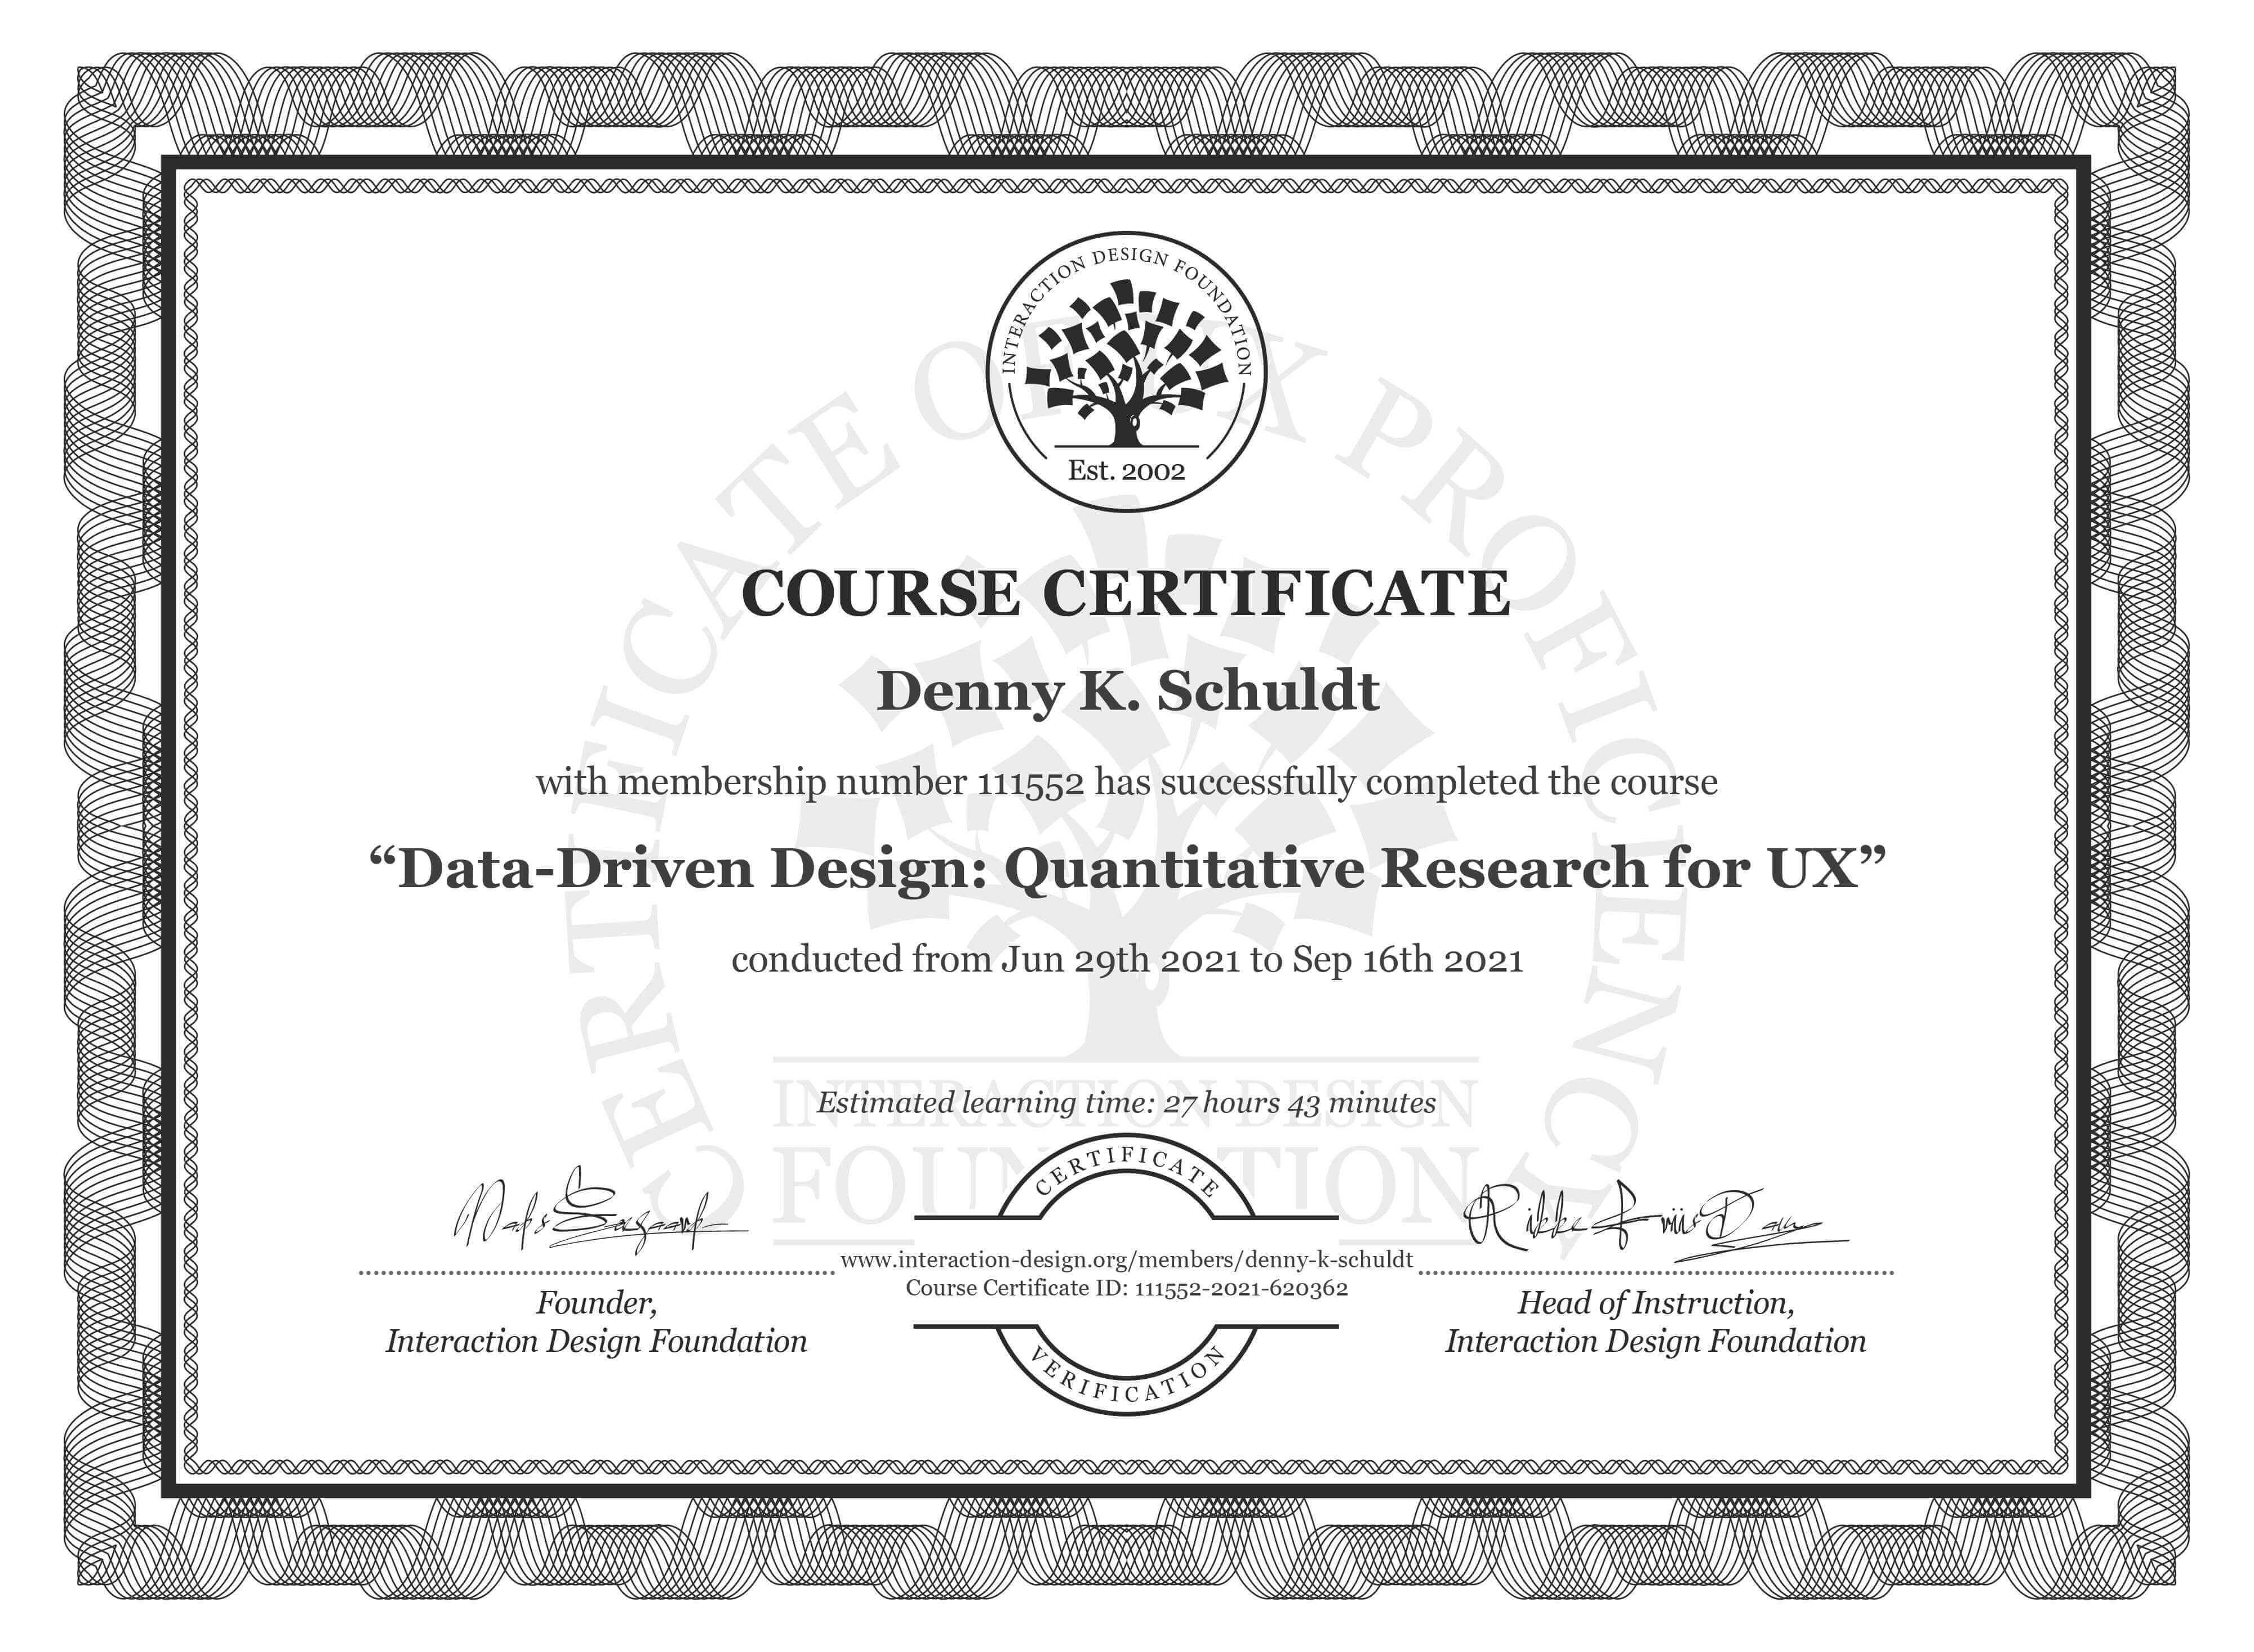 INTERACTION DESIGN FOUNDATION
Est. 2002
CERTIFICATE OF UX PROFICIENCY
COURSE CERTIFICATE
Denny K. Schuldt
with membership number 111552 has successfully completed the course
“Data-Driven Design: Quantitative Research for UX”
conducted from Jun 29th 2021 to Sep 16th 2021
INTERACTION DESIGN
FOUNDATION
Estimated learning time: 27 hours 43 minutes
CERTIFICATE
Mads Soegaard
Rikke Friis Dam
www.interaction-design.org/members/denny-k-schuldt
Course Certificate ID: 111552-2021-620362
Founder,
Interaction Design Foundation
Head of Instruction,
Interaction Design Foundation
VERIFICATION